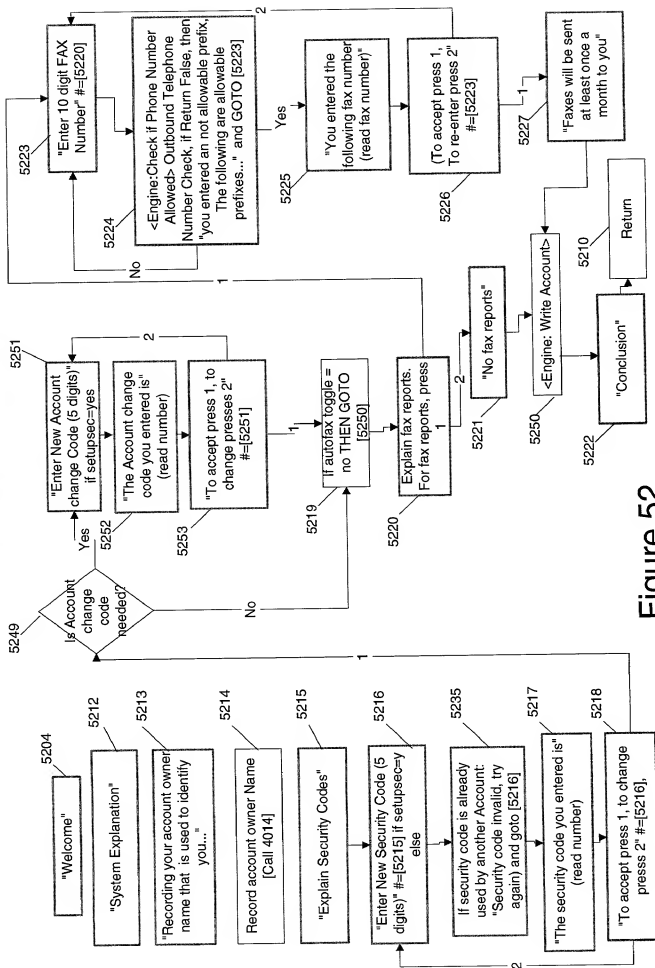 5204
"Welcome"
5212
"System Explanation"
5213
"Recording your account owner
name that is used to identify
you..."
5214
Record account owner Name
[Call 4014]
5215
"Explain Security Codes"
5216
"Enter New Security Code (5
digits)" #=[5215] if setupsec=y
else
5235
If security code is already
used by another Account:
"Security code invalid, try
again) and goto [5216]
5217
"The security code you entered is"
(read number)
5218
"To accept press 1, to change
presss 2" #=[5216],
2
1
5249
Is Account
change
code
needed?
Yes
No
5251
"Enter New Account
change Code (5 digits)"
if setupsec=yes
5252
"The Account change
code you entered is"
(read number)
5253
"To accept press 1, to
change presses 2"
#=[5251]
2
1
5219
If autofax toggle =
no THEN GOTO
[5250]
5220
Explain fax reports.
For fax reports, press
1
1
2
5221
"No fax reports"
5250
<Engine: Write Account>
5222
"Conclusion"
5210
Return
5223
"Enter 10 digit FAX
Number" #=[5220]
5224
<Engine:Check if Phone Number
Allowed> Outbound Telephone
Number Check, if Return False, then
"you entered an not allowable prefix,
The following are allowable
prefixes..." and GOTO [5223]
No
Yes
5225
"You entered the
following fax number"
(read fax number)
5226
(To accept press 1,
To re-enter press 2"
#=[5223]
2
1
5227
"Faxes will be sent
at least once a
month to you"
Figure 52